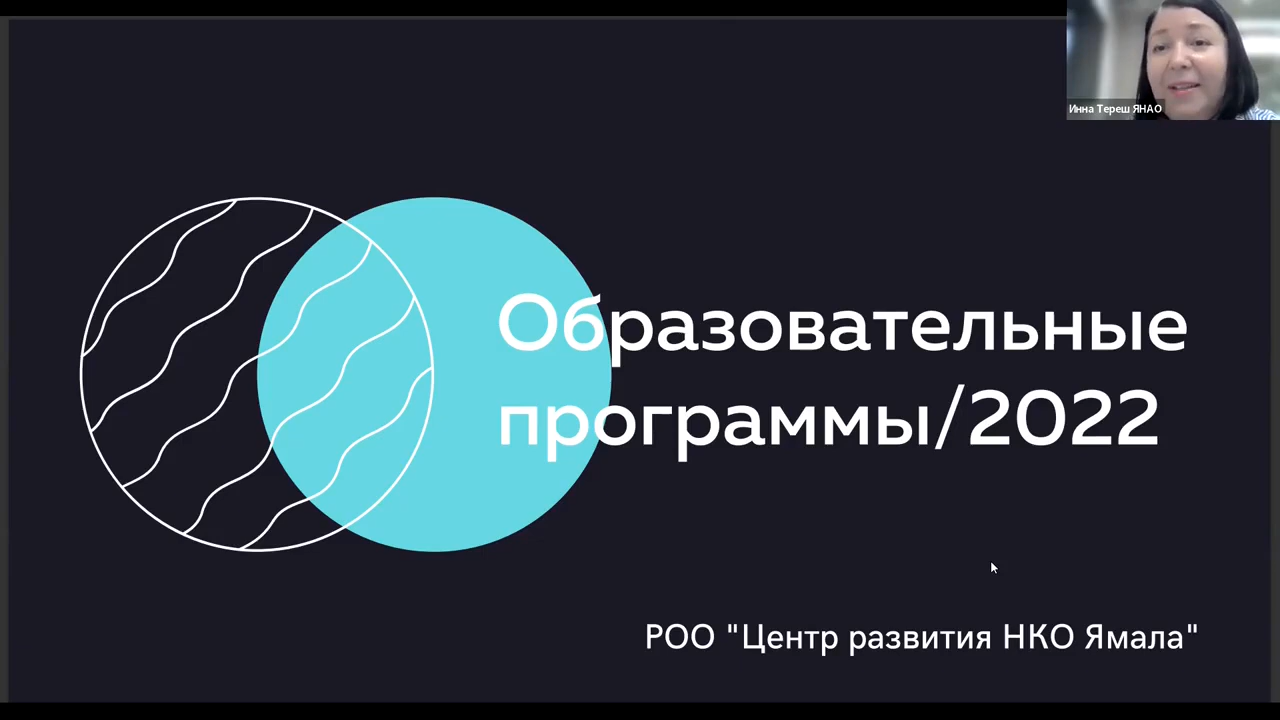 Инна Тереш ЯНАО
Образовательные
программы/2022
РОО "Центр развития НКО Ямала"